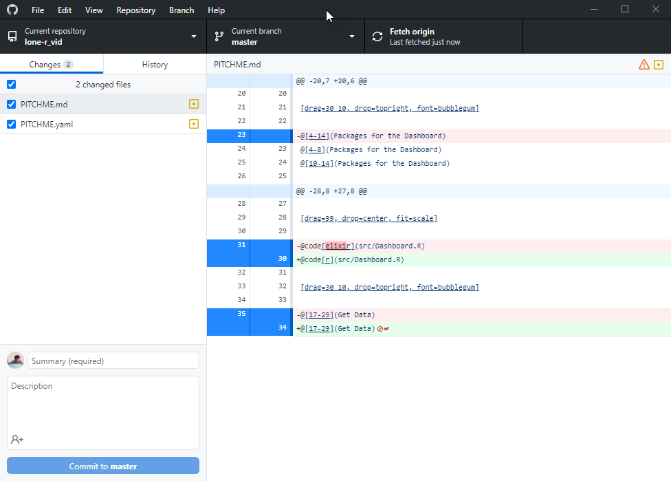 File Edit View Repository Branch Help
Current repository
lone-r_vid
Current branch
master
Fetch origin
Last fetched just now
Changes 2
History
2 changed files
PITCHME.md
PITCHME.yaml
Summary (required)
Description
Commit to master
PITCHME.md
@@ -20,7 +20,6 @@
20 20
21 21 [drag=30 10, drop=topright, font=bubblegum]
22 22
23 -@[4-14](Packages for the Dashboard)
24 23 @[4-8](Packages for the Dashboard)
25 24 @[10-14](Packages for the Dashboard)
26 25
@@ -28,8 +27,8 @@
28 27
29 28 [drag=99, drop=center, fit=scale]
30 29
31 -@code[elixir](src/Dashboard.R)
30 +@code[r](src/Dashboard.R)
32 31
33 32 [drag=30 10, drop=topright, font=bubblegum]
34 33
35 -@[17-29](Get Data)
34 +@[17-29](Get Data)